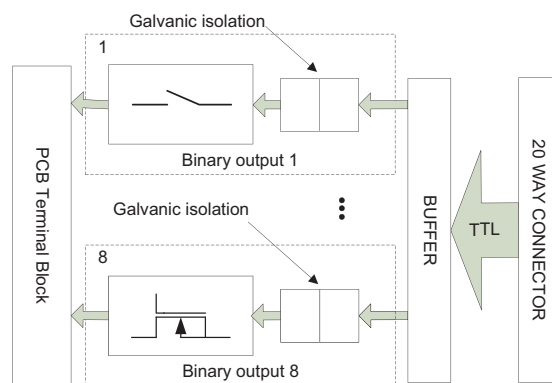 Galvanic isolation
1
Binary output 1
Galvanic isolation
8
Binary output 8
PCB Terminal Block
BUFFER
TTL
20 WAY CONNECTOR